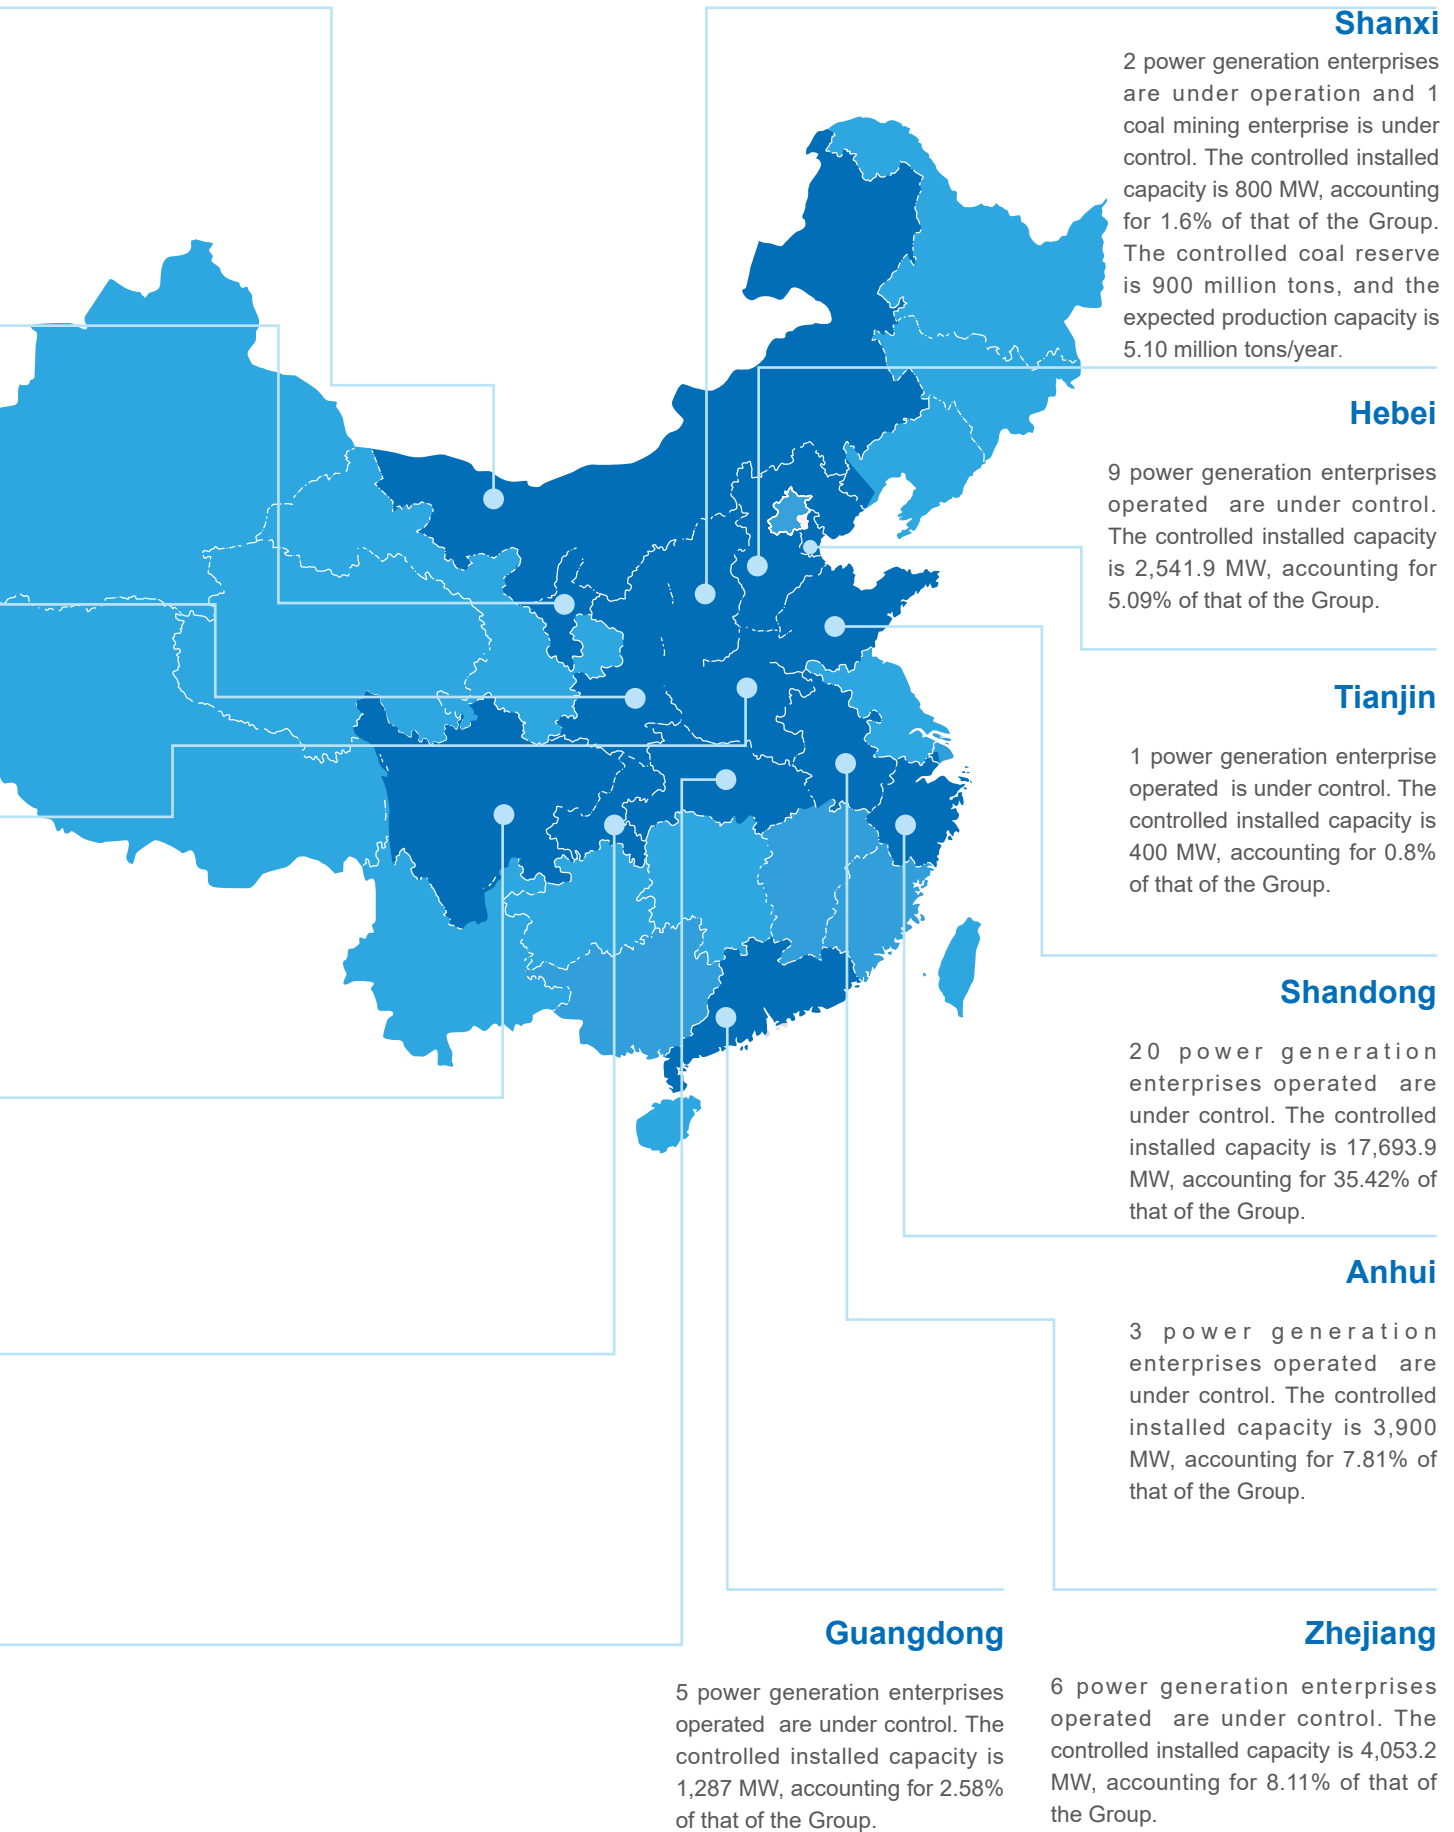 Shanxi
2 power generation enterprises
are under operation and 1
coal mining enterprise is under
control. The controlled installed
capacity is 800 MW, accounting
for 1.6% of that of the Group.
The controlled coal reserve
is 900 million tons, and the
expected production capacity is
5.10 million tons/year.
Hebei
9 power generation enterprises
operated are under control.
The controlled installed capacity
is 2,541.9 MW, accounting for
5.09% of that of the Group.
Tianjin
1 power generation enterprise
operated is under control. The
controlled installed capacity is
400 MW, accounting for 0.8%
of that of the Group.
Shandong
20 power generation
enterprises operated are
under control. The controlled
installed capacity is 17,693.9
MW, accounting for 35.42% of
that of the Group.
Anhui
3 power generation
enterprises operated are
under control. The controlled
installed capacity is 3,900
MW, accounting for 7.81% of
that of the Group.
Guangdong
5 power generation enterprises
operated are under control. The
controlled installed capacity is
1,287 MW, accounting for 2.58%
of that of the Group.
Zhejiang
6 power generation enterprises
operated are under control. The
controlled installed capacity is 4,053.2
MW, accounting for 8.11% of that of
the Group.